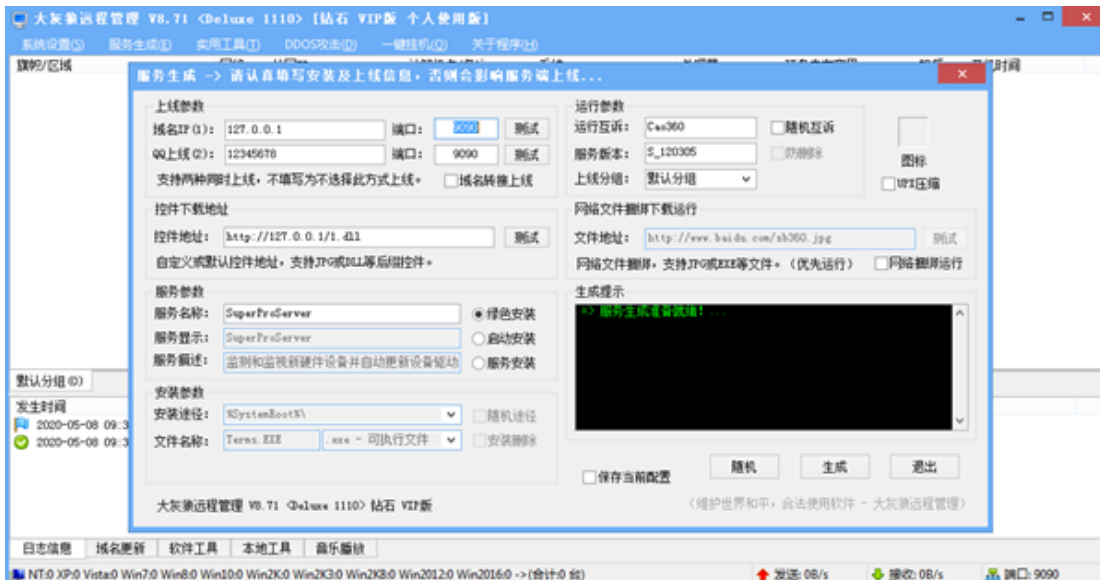 大灰狼远程管理 V8.71 <Deluxe 1110> [钻石 VIP版 个人使用版]
系统设置(S) 服务生成(E) 实用工具(T) DDOS攻击(D) 一键挂机(Q) 关于程序(H)
旗帜/区域
服务生成 -> 请认真填写安装及上线信息，否则会影响服务端上线...
上线参数
域名IP(1): 127.0.0.1 端口: 9090 测试
QQ上线(2): 12345678 端口: 9090 测试
支持两种同时上线，不填写为不选择此方式上线。 域名转换上线
运行参数
运行互诉: Cao360 随机互诉
服务版本: S_120305 防删除
上线分组: 默认分组
图标
UPX压缩
控件下载地址
控件地址: http://127.0.0.1/1.dll 测试
自定义或默认控件地址，支持JPG或DLL等后缀控件。
网络文件捆绑下载运行
文件地址: http://www.baidu.com/sb360.jpg 测试
网络文件捆绑，支持JPG或EXE等文件。（优先运行） 网络捆绑运行
服务参数
服务名称: SuperProServer 绿色安装
服务显示: SuperProServer 启动安装
服务描述: 监测和监视新硬件设备并自动更新设备驱动 服务安装
生成提示
=> 服务生成准备就绪！...
安装参数
安装途径: %SystemRoot%\ 随机途径
文件名称: Terms.EXE .exe - 可执行文件 安装删除
保存当前配置 随机 生成 退出
大灰狼远程管理 V8.71 <Deluxe 1110> 钻石 VIP版
(维护世界和平，合法使用软件 - 大灰狼远程管理)
默认分组(0)
发生时间
2020-05-08 09:3
2020-05-08 09:3
日志信息 域名更新 软件工具 本地工具 音乐播放
NT:0 XP:0 Vista:0 Win7:0 Win8:0 Win10:0 Win2K:0 Win2K3:0 Win2K8:0 Win2012:0 Win2016:0 ->(合计:0 台) 发送: 0B/s 接收: 0B/s 端口: 9090